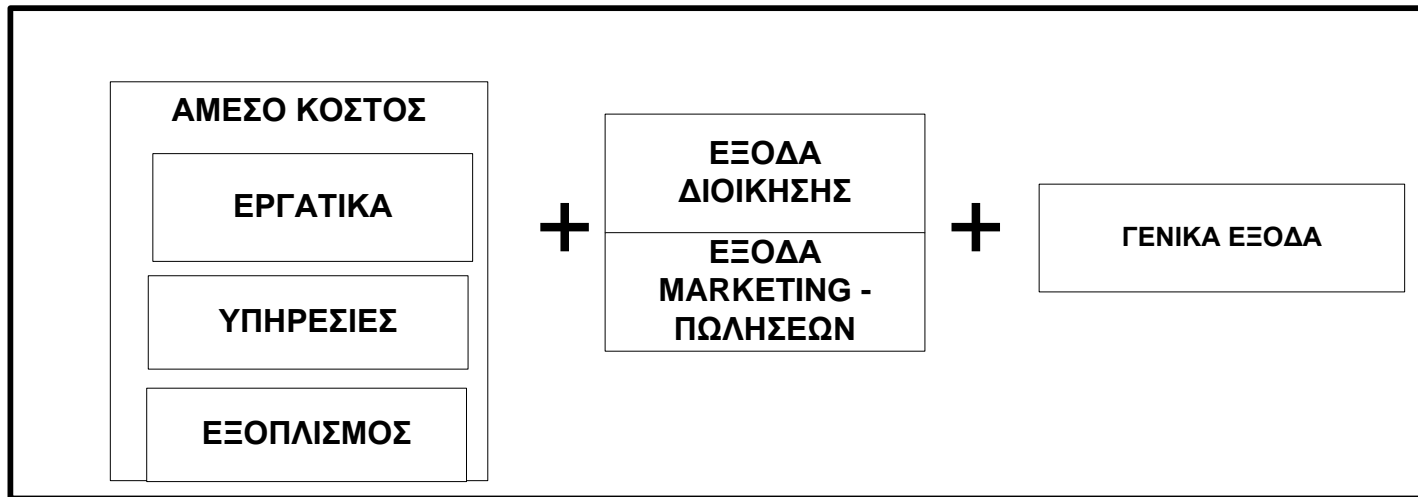 ΑΜΕΣΟ ΚΟΣΤΟΣ
ΕΡΓΑΤΙΚΑ
ΥΠΗΡΕΣΙΕΣ
ΕΞΟΠΛΙΣΜΟΣ
+
ΕΞΟΔΑ
ΔΙΟΙΚΗΣΗΣ
ΕΞΟΔΑ
MARKETING -
ΠΩΛΗΣΕΩΝ
+
ΓΕΝΙΚΑ ΕΞΟΔΑ